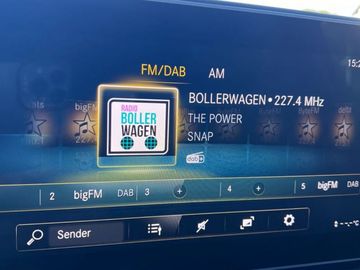 FM/DAB AM
15:2
BOLLERWAGEN • 227.4 MHz
THE POWER
SNAP
dab+
bigFM
227
RADIO
BOLLER
WAGEN
2 bigFM DAB 3 + 4 + 5 bigFM DAB
Sender